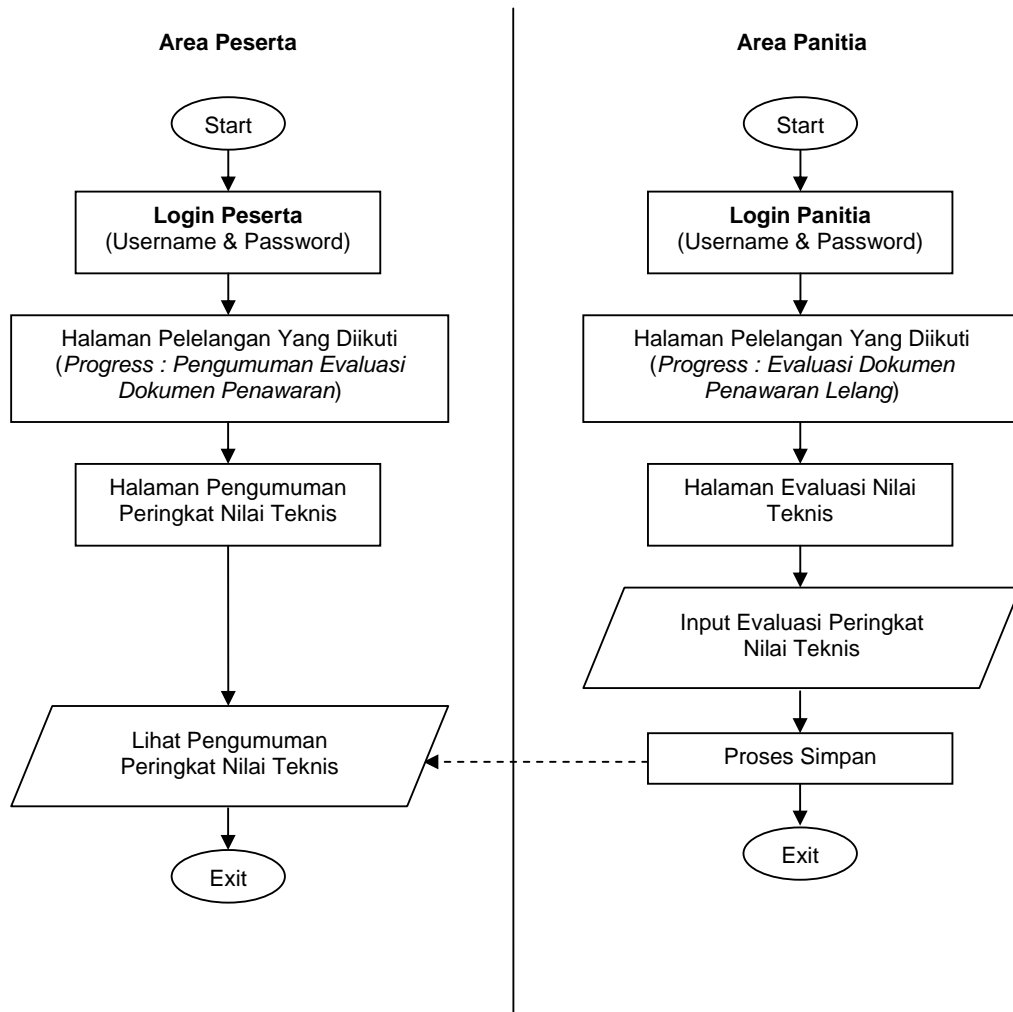 Area Peserta
Start
Login Peserta
(Username & Password)
Halaman Pelelangan Yang Diikuti
(Progress : Pengumuman Evaluasi
Dokumen Penawaran)
Halaman Pengumuman
Peringkat Nilai Teknis
Lihat Pengumuman
Peringkat Nilai Teknis
Exit
Area Panitia
Start
Login Panitia
(Username & Password)
Halaman Pelelangan Yang Diikuti
(Progress : Evaluasi Dokumen
Penawaran Lelang)
Halaman Evaluasi Nilai
Teknis
Input Evaluasi Peringkat
Nilai Teknis
Proses Simpan
Exit